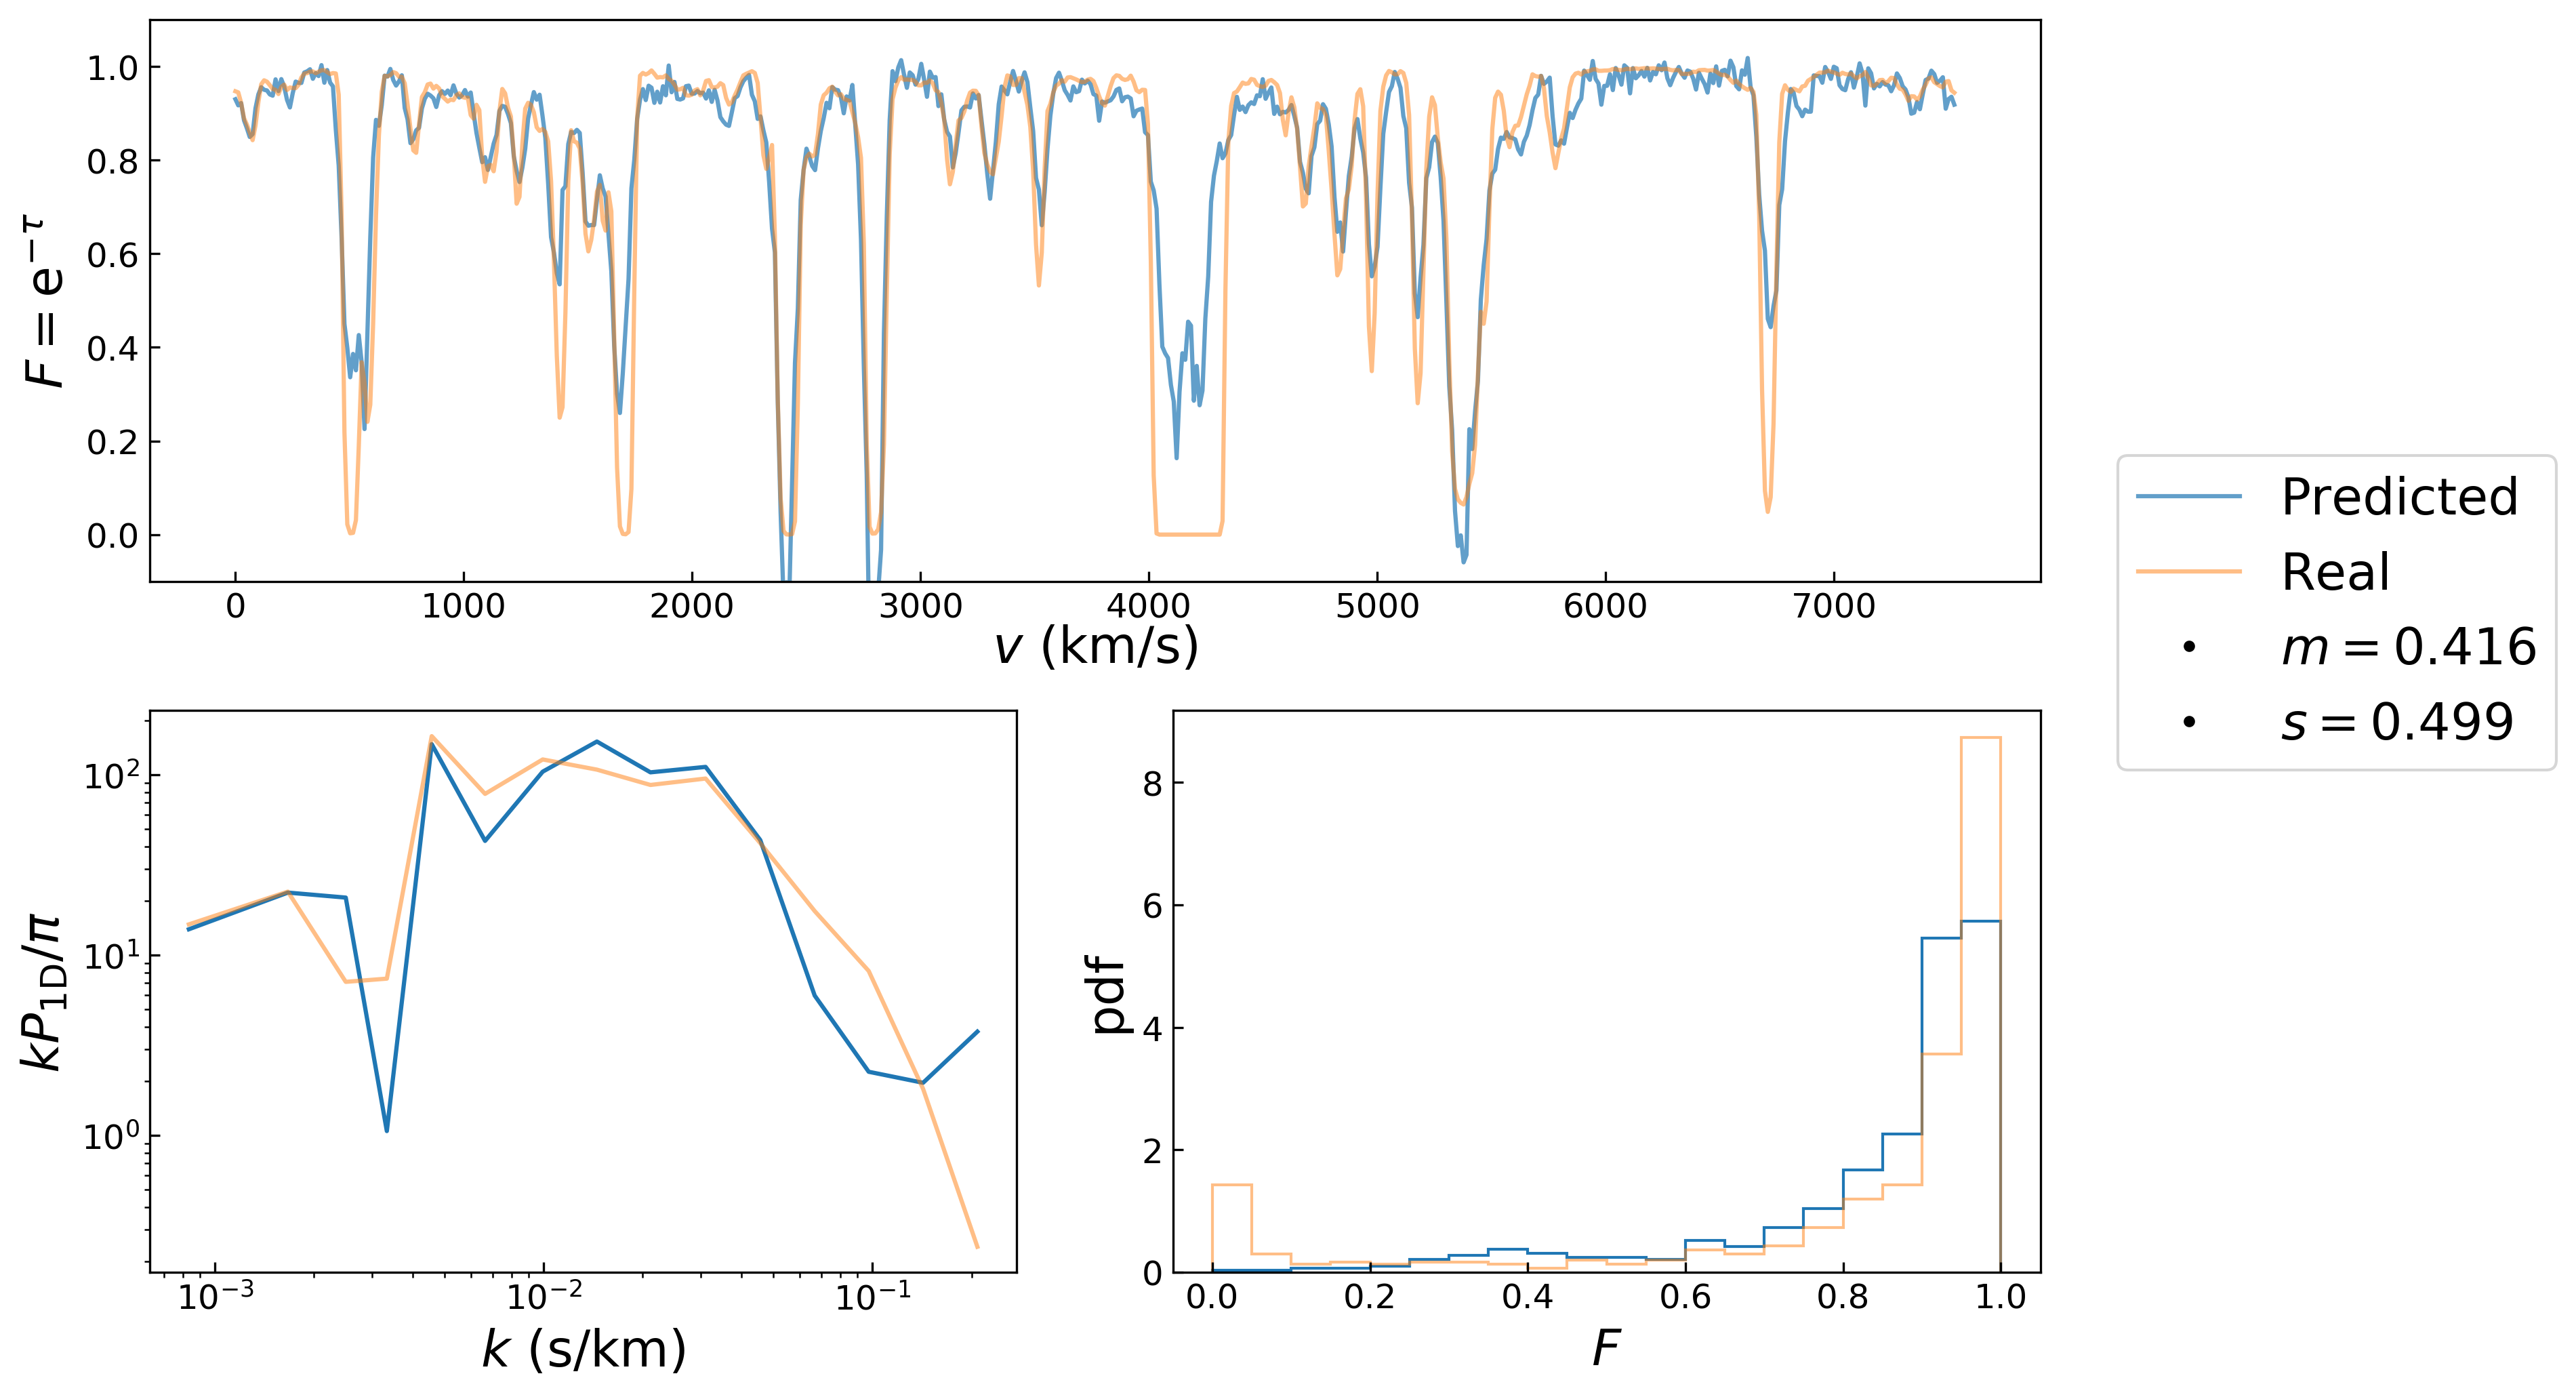 F = e^{−τ}
1.0
0.8
0.6
0.4
0.2
0.0
0 1000 2000 3000 4000 5000 6000 7000
v (km/s)
Predicted
Real
m = 0.416
s = 0.499
kP_{1D}/π
10^2
10^1
10^0
10^{−3} 10^{−2} 10^{−1}
k (s/km)
pdf
8
6
4
2
0
0.0 0.2 0.4 0.6 0.8 1.0
F